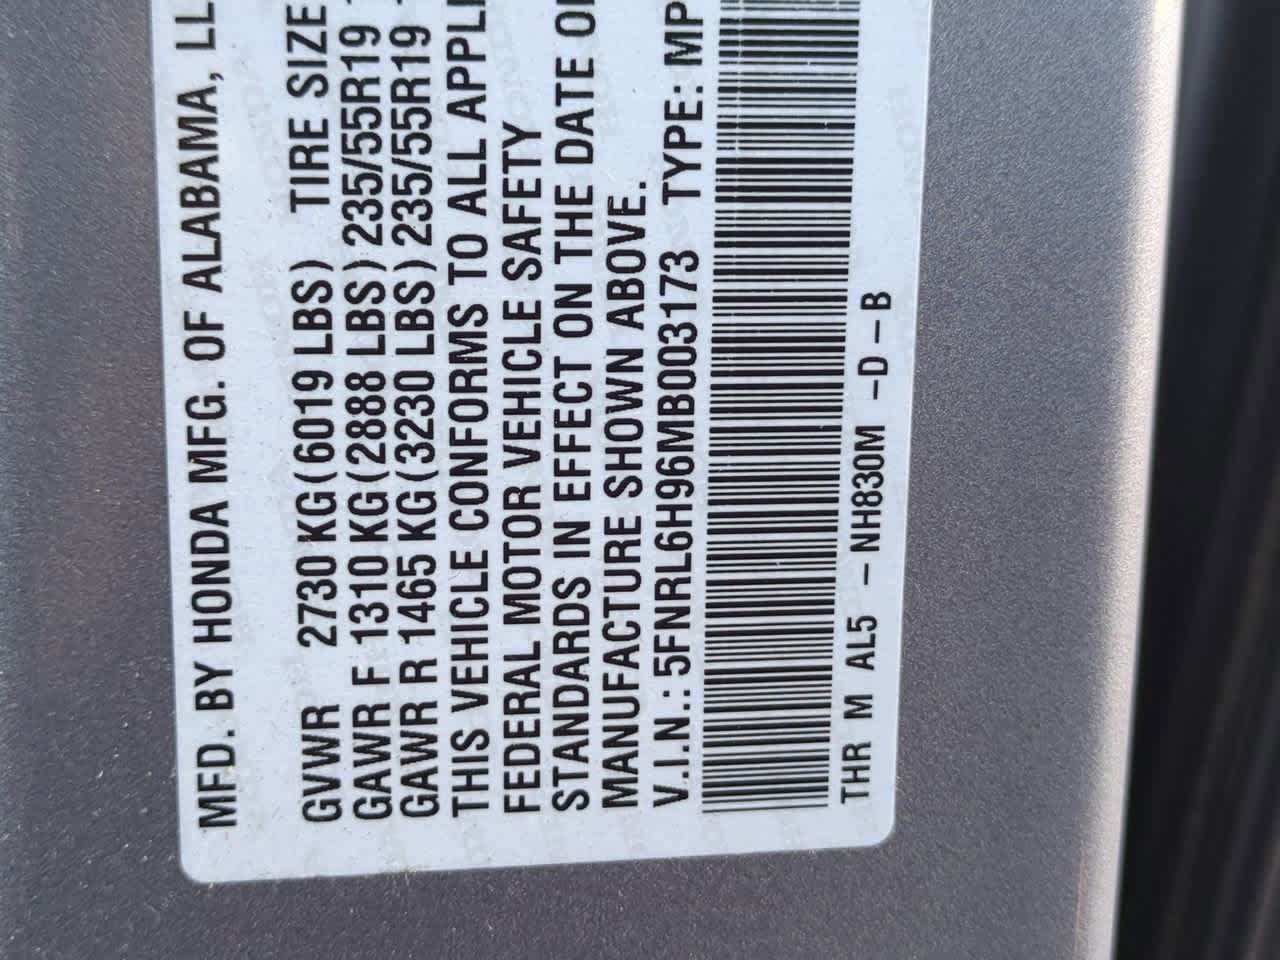 MFD. BY HONDA MFG. OF ALABAMA, LL
GVWR 2730 KG (6019 LBS) TIRE SIZE
GAWR F 1310 KG (2888 LBS) 235/55R19
GAWR R 1465 KG (3230 LBS) 235/55R19
THIS VEHICLE CONFORMS TO ALL APPLI
FEDERAL MOTOR VEHICLE SAFETY
STANDARDS IN EFFECT ON THE DATE O
MANUFACTURE SHOWN ABOVE.
V.I.N.: 5FNRL6H96MB003173 TYPE: MP
THR M AL5 - NH830M -D-B